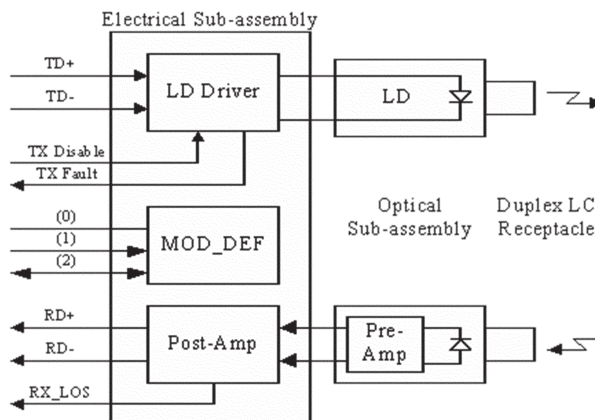 Electrical Sub-assembly
TD+
TD-
LD Driver
LD
TX Disable
TX Fault
(0)
(1)
(2)
MOD_DEF
Optical
Sub-assembly
Duplex LC
Receptacle
RD+
RD-
Post-Amp
Pre-
Amp
RX_LOS